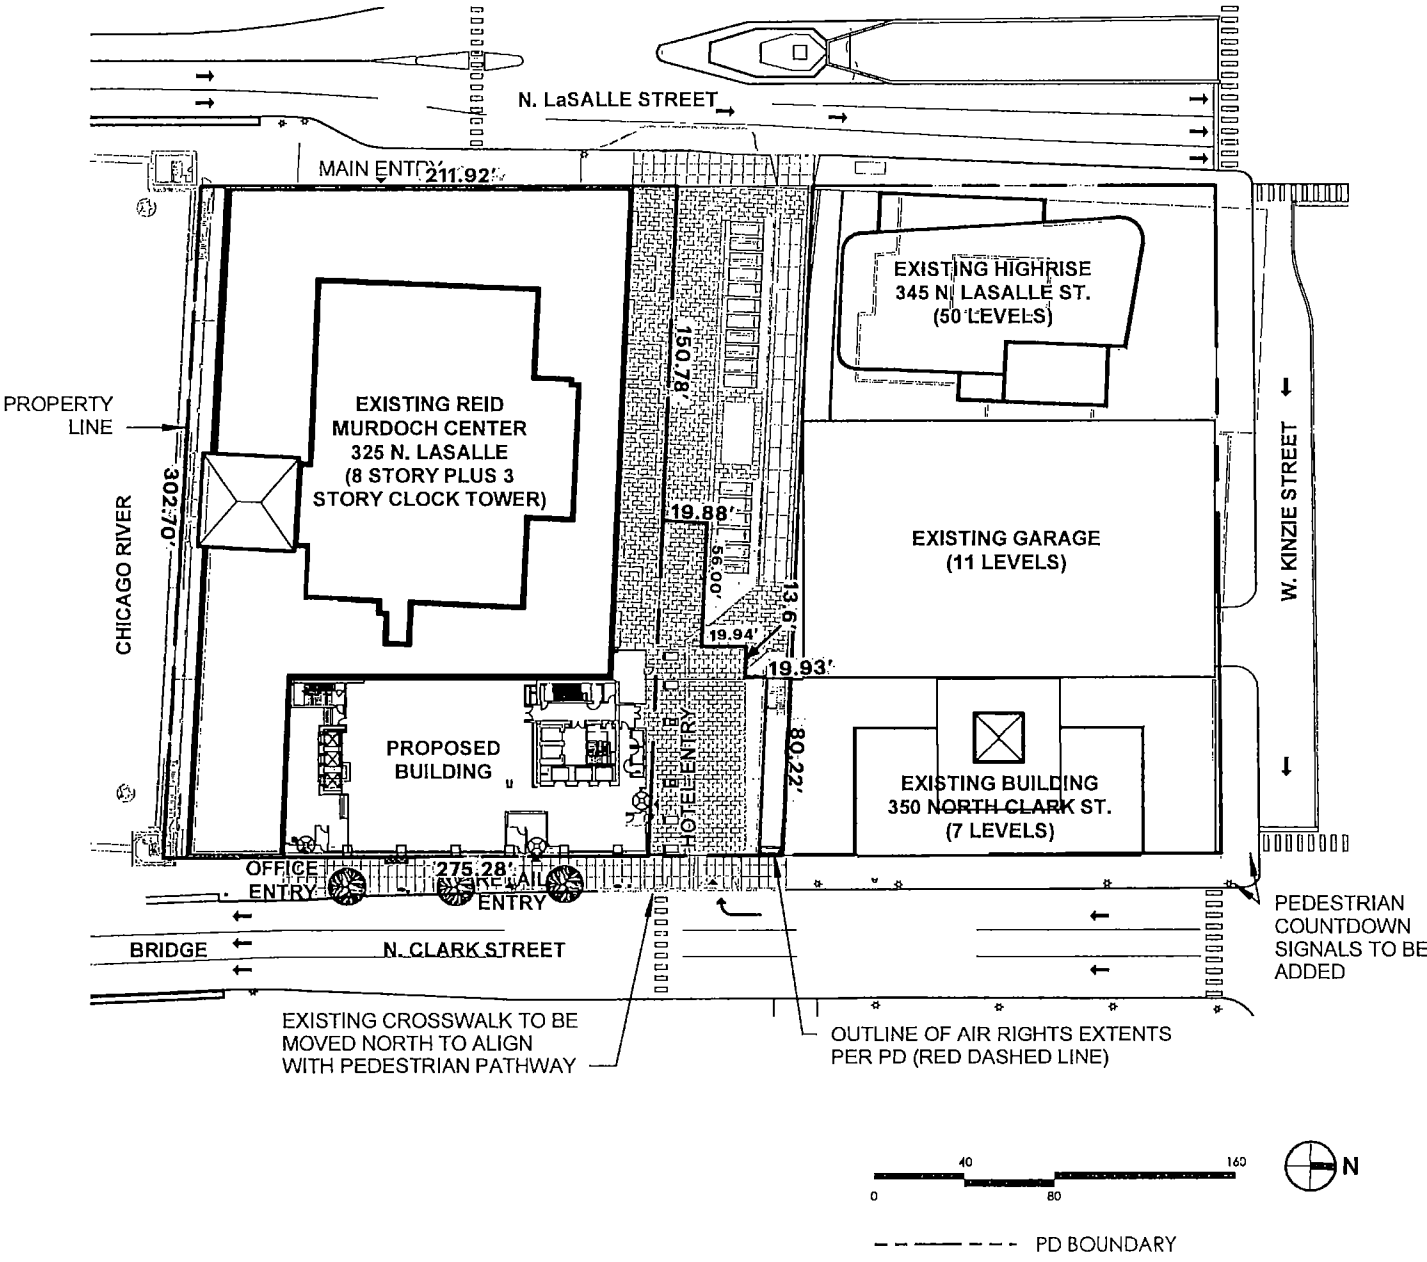 N. LaSALLE STREET
MAIN ENTRY
211.92'
EXISTING HIGHRISE
345 N. LASALLE ST.
(50 LEVELS)
150.78'
PROPERTY
LINE
EXISTING REID
MURDOCH CENTER
325 N. LASALLE
(8 STORY PLUS 3
STORY CLOCK TOWER)
302.70'
CHICAGO RIVER
W. KINZIE STREET
19.88'
56.00'
EXISTING GARAGE
(11 LEVELS)
13.6'
19.94'
19.93'
HOTEL ENTRY
80.22'
PROPOSED
BUILDING
EXISTING BUILDING
350 NORTH CLARK ST.
(7 LEVELS)
OFFICE
ENTRY
275.28'
RETAIL
ENTRY
PEDESTRIAN
COUNTDOWN
SIGNALS TO BE
ADDED
BRIDGE
N. CLARK STREET
EXISTING CROSSWALK TO BE
MOVED NORTH TO ALIGN
WITH PEDESTRIAN PATHWAY
OUTLINE OF AIR RIGHTS EXTENTS
PER PD (RED DASHED LINE)
40
160
0
80
N
PD BOUNDARY